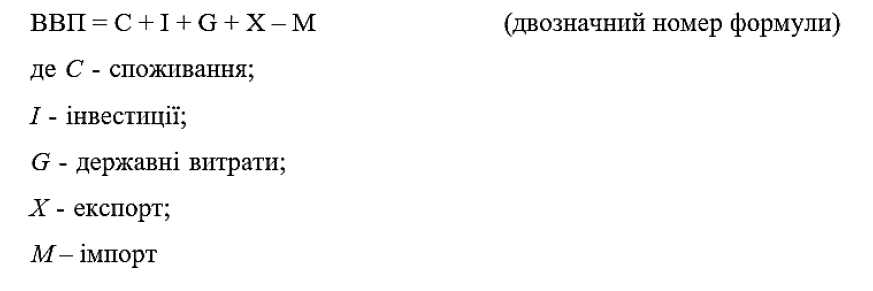 ВВП = C + I + G + X – M (двозначний номер формули)
де C - споживання;
I - інвестиції;
G - державні витрати;
X - експорт;
M – імпорт